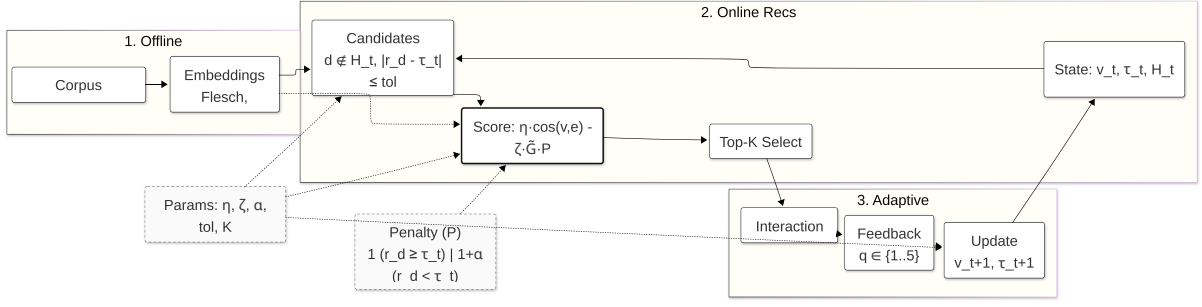 1. Offline
Corpus
Embeddings
Flesch,
2. Online Recs
Candidates
d ∉ H_t, |r_d - τ_t|
≤ tol
Score: η·cos(v,e) -
ζ·G̃·P
Top-K Select
State: v_t, τ_t, H_t
Params: η, ζ, α,
tol, K
Penalty (P)
1 (r_d ≥ τ_t) | 1+α
(r_d < τ_t)
3. Adaptive
Interaction
Feedback
q ∈ {1..5}
Update
v_t+1, τ_t+1